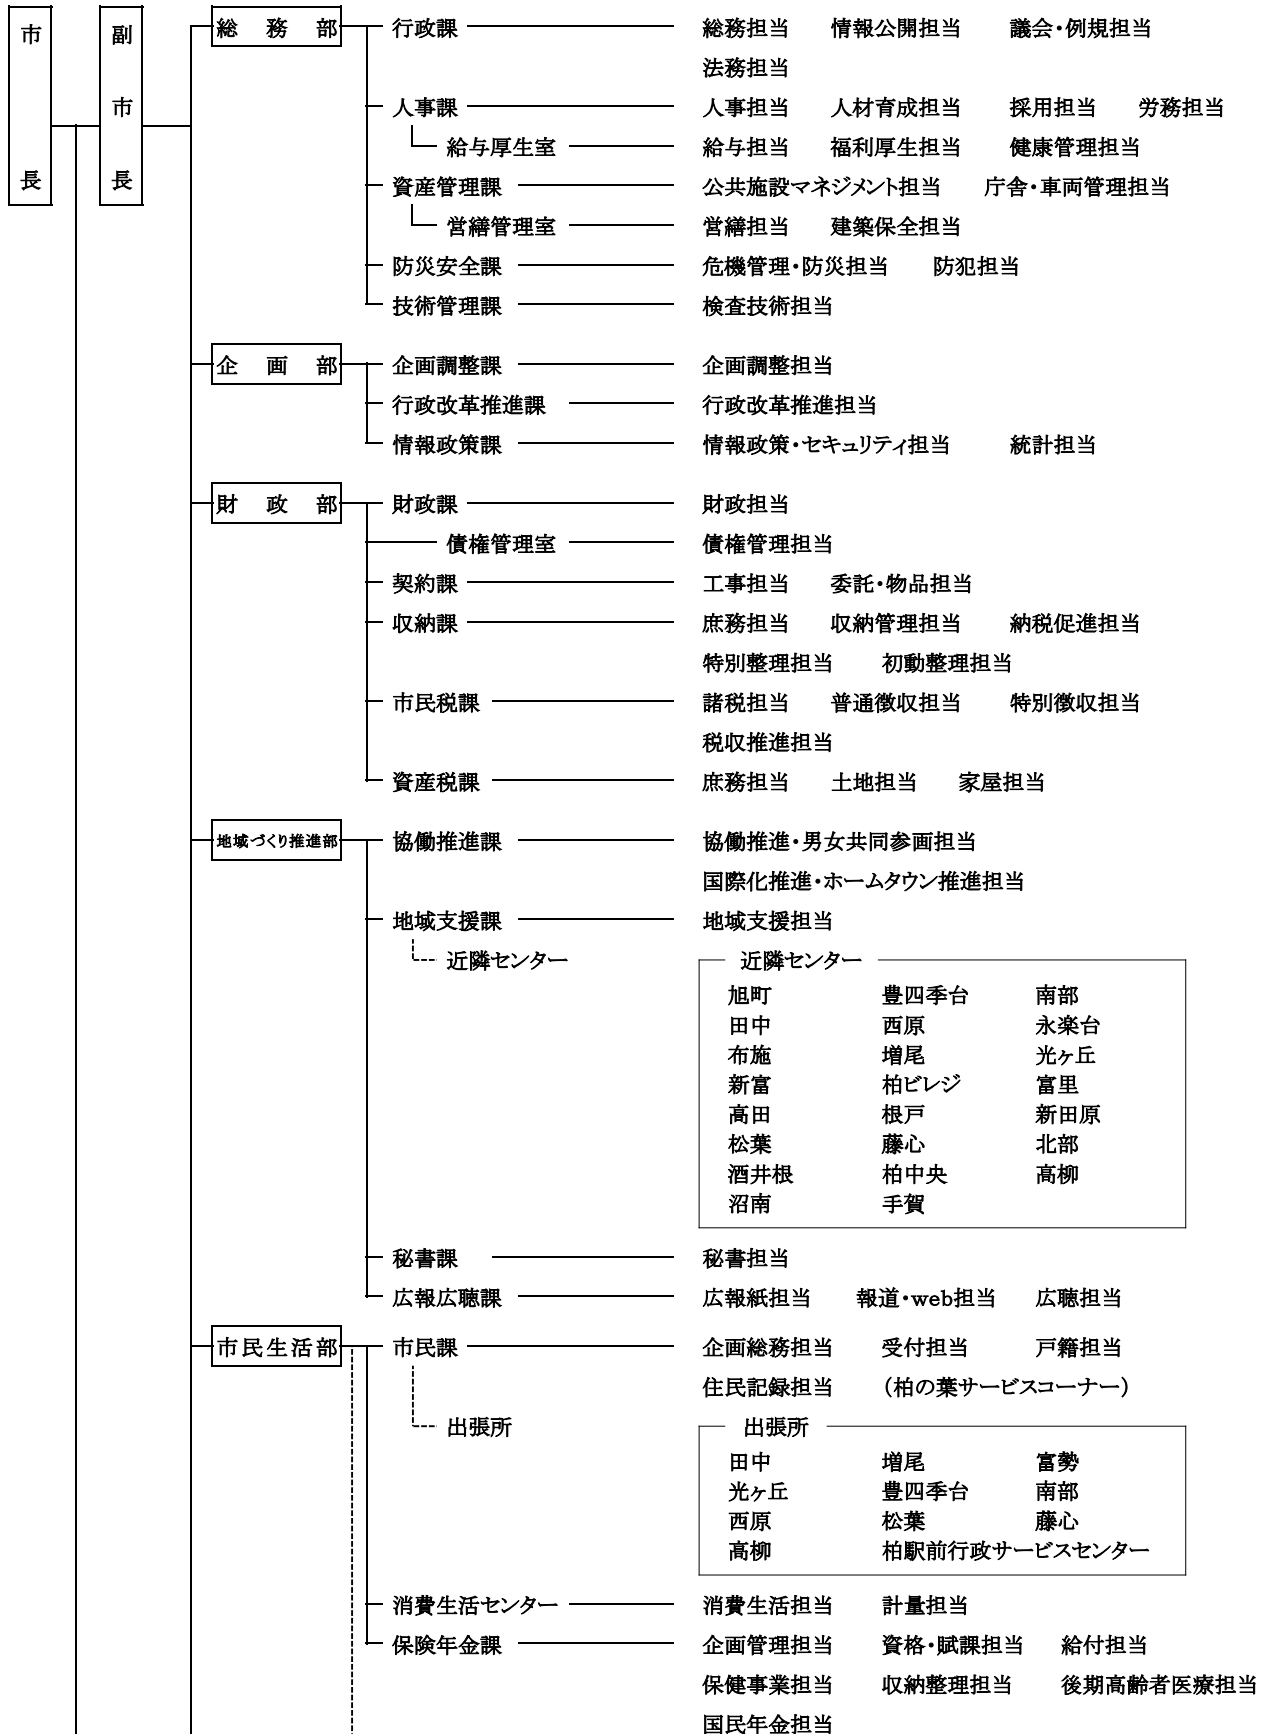 市長
副市長
総務部 行政課 総務担当 情報公開担当 議会・例規担当
法務担当
人事課 人事担当 人材育成担当 採用担当 労務担当
給与厚生室 給与担当 福利厚生担当 健康管理担当
資産管理課 公共施設マネジメント担当 庁舎・車両管理担当
営繕管理室 営繕担当 建築保全担当
防災安全課 危機管理・防災担当 防犯担当
技術管理課 検査技術担当
企画部 企画調整課 企画調整担当
行政改革推進課 行政改革推進担当
情報政策課 情報政策・セキュリティ担当 統計担当
財政部 財政課 財政担当
債権管理室 債権管理担当
契約課 工事担当 委託・物品担当
収納課 庶務担当 収納管理担当 納税促進担当
特別整理担当 初動整理担当
市民税課 諸税担当 普通徴収担当 特別徴収担当
税収推進担当
資産税課 庶務担当 土地担当 家屋担当
地域づくり推進部 協働推進課 協働推進・男女共同参画担当
国際化推進・ホームタウン推進担当
地域支援課 地域支援担当
近隣センター 近隣センター
旭町 豊四季台 南部
田中 西原 永楽台
布施 増尾 光ヶ丘
新富 柏ビレジ 富里
高田 根戸 新田原
松葉 藤心 北部
酒井根 柏中央 高柳
沼南 手賀
秘書課 秘書担当
広報広聴課 広報紙担当 報道・web担当 広聴担当
市民生活部 市民課 企画総務担当 受付担当 戸籍担当
住民記録担当 （柏の葉サービスコーナー）
出張所 出張所
田中 増尾 富勢
光ヶ丘 豊四季台 南部
西原 松葉 藤心
高柳 柏駅前行政サービスセンター
消費生活センター 消費生活担当 計量担当
保険年金課 企画管理担当 資格・賦課担当 給付担当
保健事業担当 収納整理担当 後期高齢者医療担当
国民年金担当